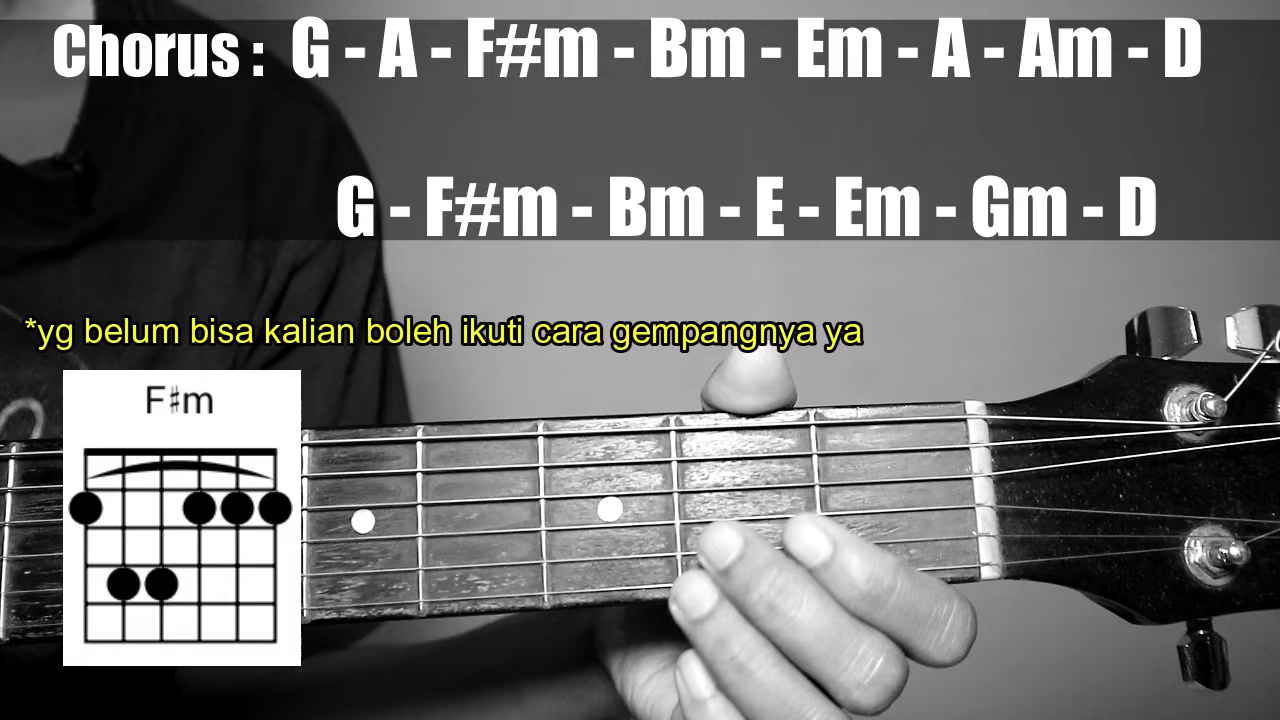 Chorus : G - A - F#m - Bm - Em - A - Am - D
G - F#m - Bm - E - Em - Gm - D
*yg belum bisa kalian boleh ikuti cara gempangnya ya
F♯m